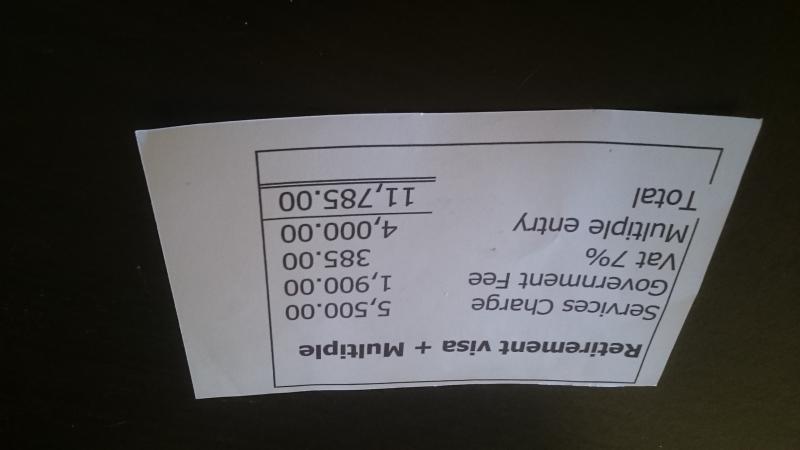 Retirement visa + Multiple
Services Charge 5,500.00
Government Fee 1,900.00
Vat 7% 385.00
Multiple entry 4,000.00
Total 11,785.00